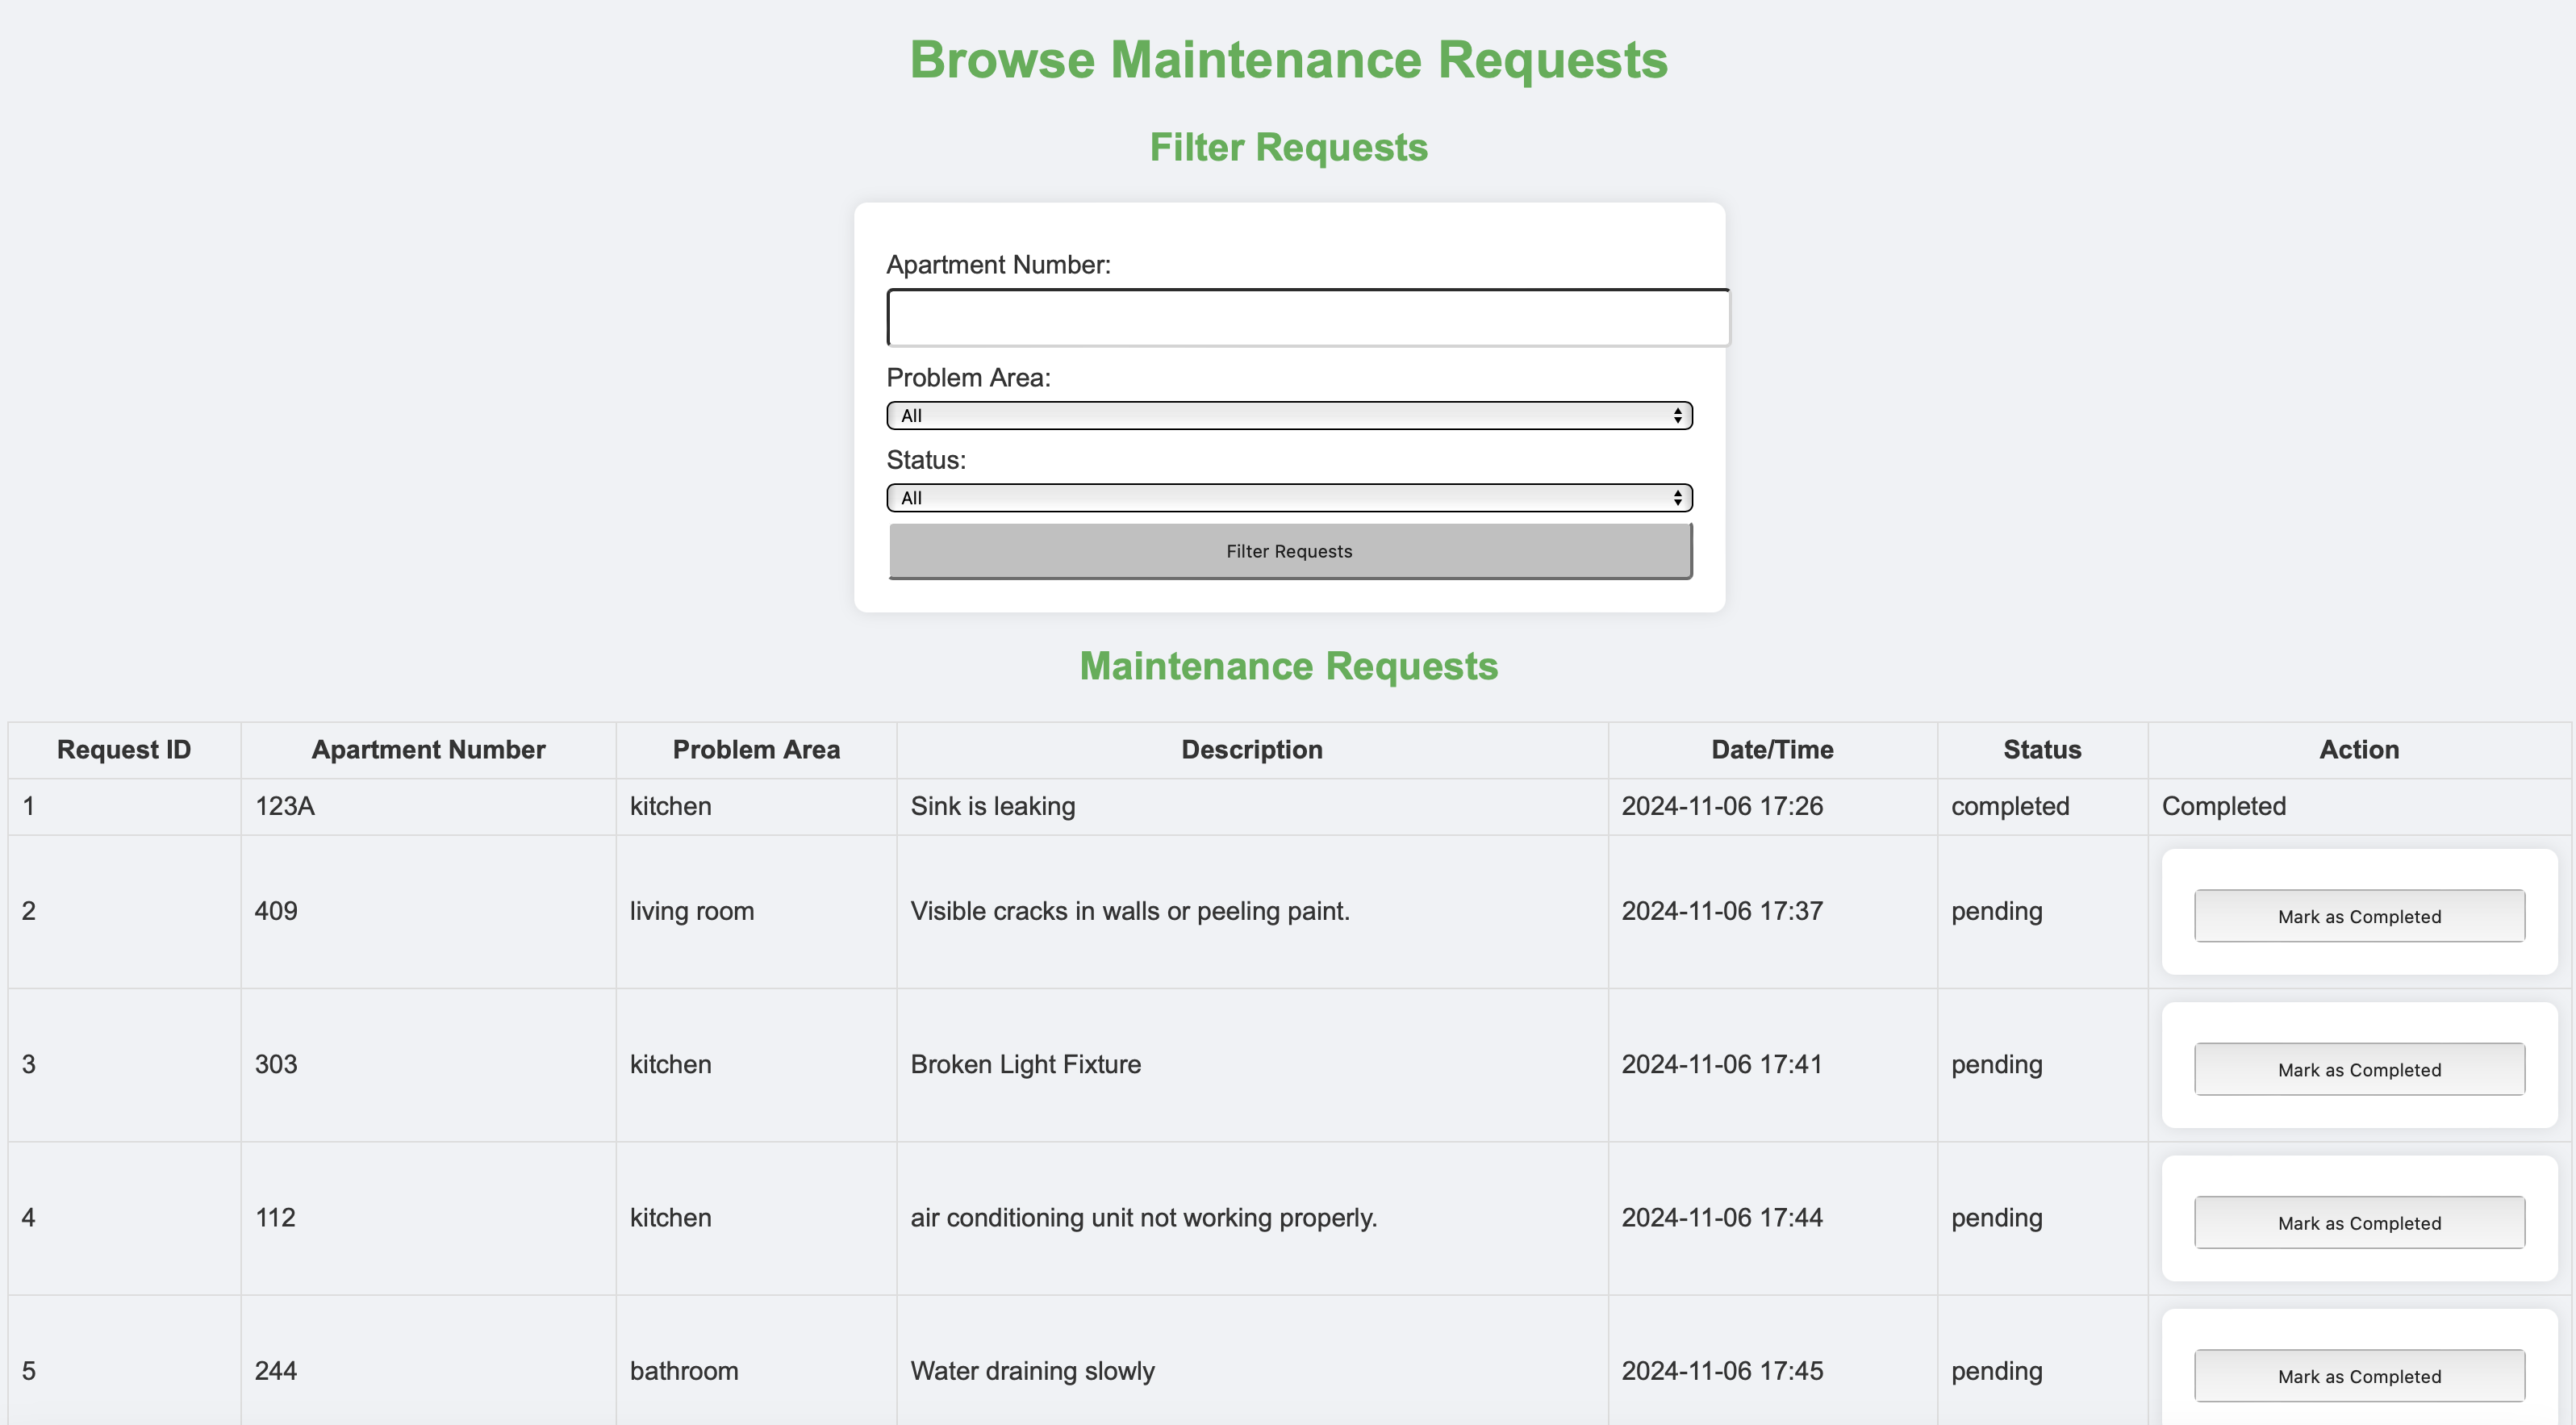 Browse Maintenance Requests
Filter Requests
Apartment Number:
Problem Area:
All
Status:
All
Filter Requests
Maintenance Requests
Request ID Apartment Number Problem Area Description Date/Time Status Action
1 123A kitchen Sink is leaking 2024-11-06 17:26 completed Completed
2 409 living room Visible cracks in walls or peeling paint. 2024-11-06 17:37 pending Mark as Completed
3 303 kitchen Broken Light Fixture 2024-11-06 17:41 pending Mark as Completed
4 112 kitchen air conditioning unit not working properly. 2024-11-06 17:44 pending Mark as Completed
5 244 bathroom Water draining slowly 2024-11-06 17:45 pending Mark as Completed